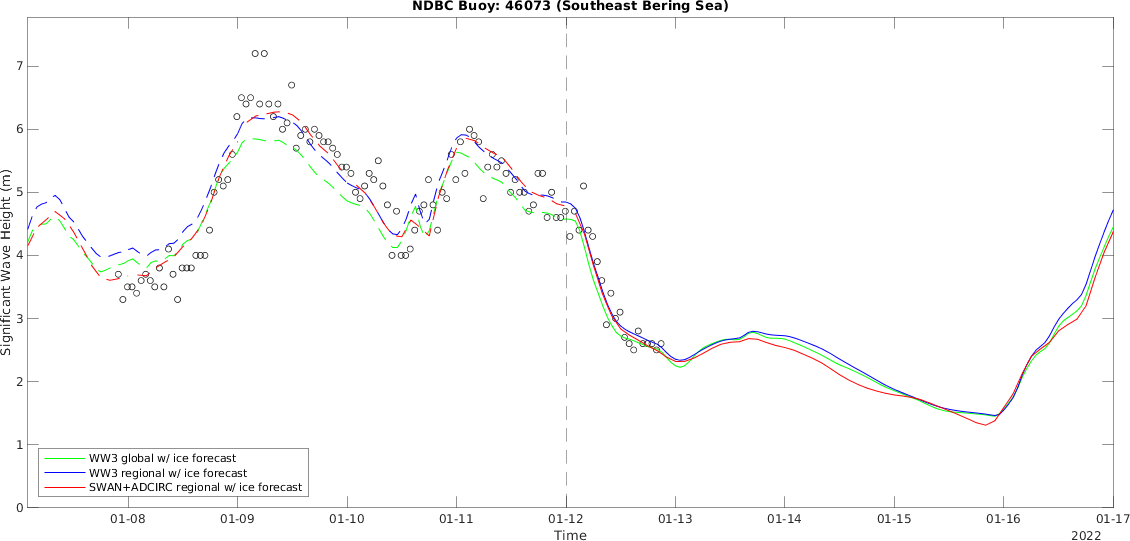 NDBC Buoy: 46073 (Southeast Bering Sea)
Significant Wave Height (m)
7
6
5
4
3
2
1
0
WW3 global w/ ice forecast
WW3 regional w/ ice forecast
SWAN+ADCIRC regional w/ ice forecast
01-08 01-09 01-10 01-11 01-12 01-13 01-14 01-15 01-16 01-17
Time
2022